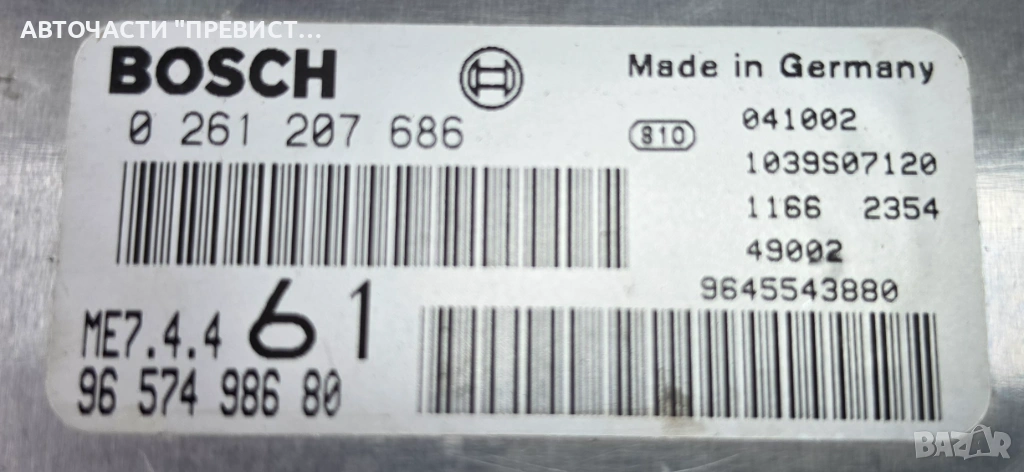 АВТОЧАСТИ "ПРЕВИСТ...
BOSCH
Made in Germany
0 261 207 686
810
041002
1039S07120
1166 2354
49002
9645543880
ME7.4.4 61
96 574 986 80
BAZAR